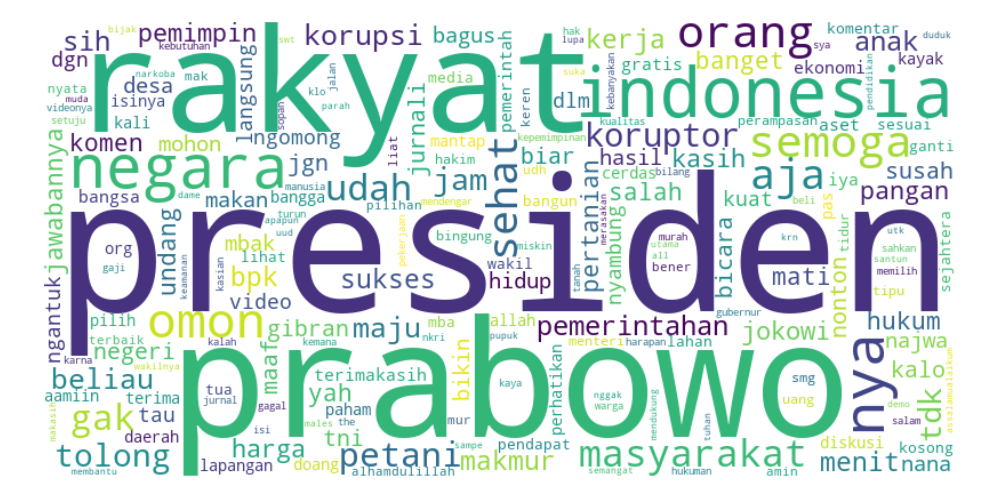 bijak
kebutuhan
swt
hak
lupa
komentar
duduk
sih
pemimpin
korupsi
bagus
orang
sya
anak
dgn
rakyat
kerja
banget
ekonomi
kayak
narkoba
mak
klo
jalan
media
pemerintah
suka
gratis
kebanyakan
pendidikan
nyata
desa
langsung
parah
keren
dlm
indonesia
muda
videonya
isinya
sopan
setuju
kali
ngomong
liat
jurnali
mantap
kepemimpinan
kualitas
perampasan
aset
sesuai
ganti
komen
mohon
jgn
hakim
biar
koruptor
semoga
negara
cerdas
hasil
kasih
iya
susah
bangsa
makan
bangga
manusia
udah
jam
sehat
udh
bilang
salah
kuat
aja
pangan
jawabannya
dame
turun
pilihan
mendengar
bangun
merasakan
beli
pas
ngantuk
undang
apapun
uud
presiden
pertanian
nyambung
bicara
tidur
utk
sejahtera
org
mbak
lihat
pekerjaan
bingung
miskin
utama
murah
krn
sahkan
santun
gaji
keamanan
kasian
bpk
wakil
tanah
all
bener
mati
memilih
video
sukses
hidup
nonton
tipu
pilih
omon
gibran
maju
mba
allah
pemerintahan
gubernur
jokowi
hukum
terbaik
kalah
kemana
nkri
pupuk
menteri
harapan
lahan
najwa
karna
wakilnya
negeri
maaf
prabowo
nya
kalo
beliau
terimakasih
bikin
kaya
perhatikan
smg
aamiin
terima
tua
jurnal
yah
nggak
warga
uang
makasih
gak
tau
gagal
paham
mur
mendukung
tuhan
tdk
demo
salam
assalamualaikum
isi
males
the
daerah
harga
tni
sampe
pendapat
diskusi
kosong
tolong
lapangan
doang
petani
makmur
masyarakat
menit
nana
membantu
alhamdulillah
semangat
hukuman
amin